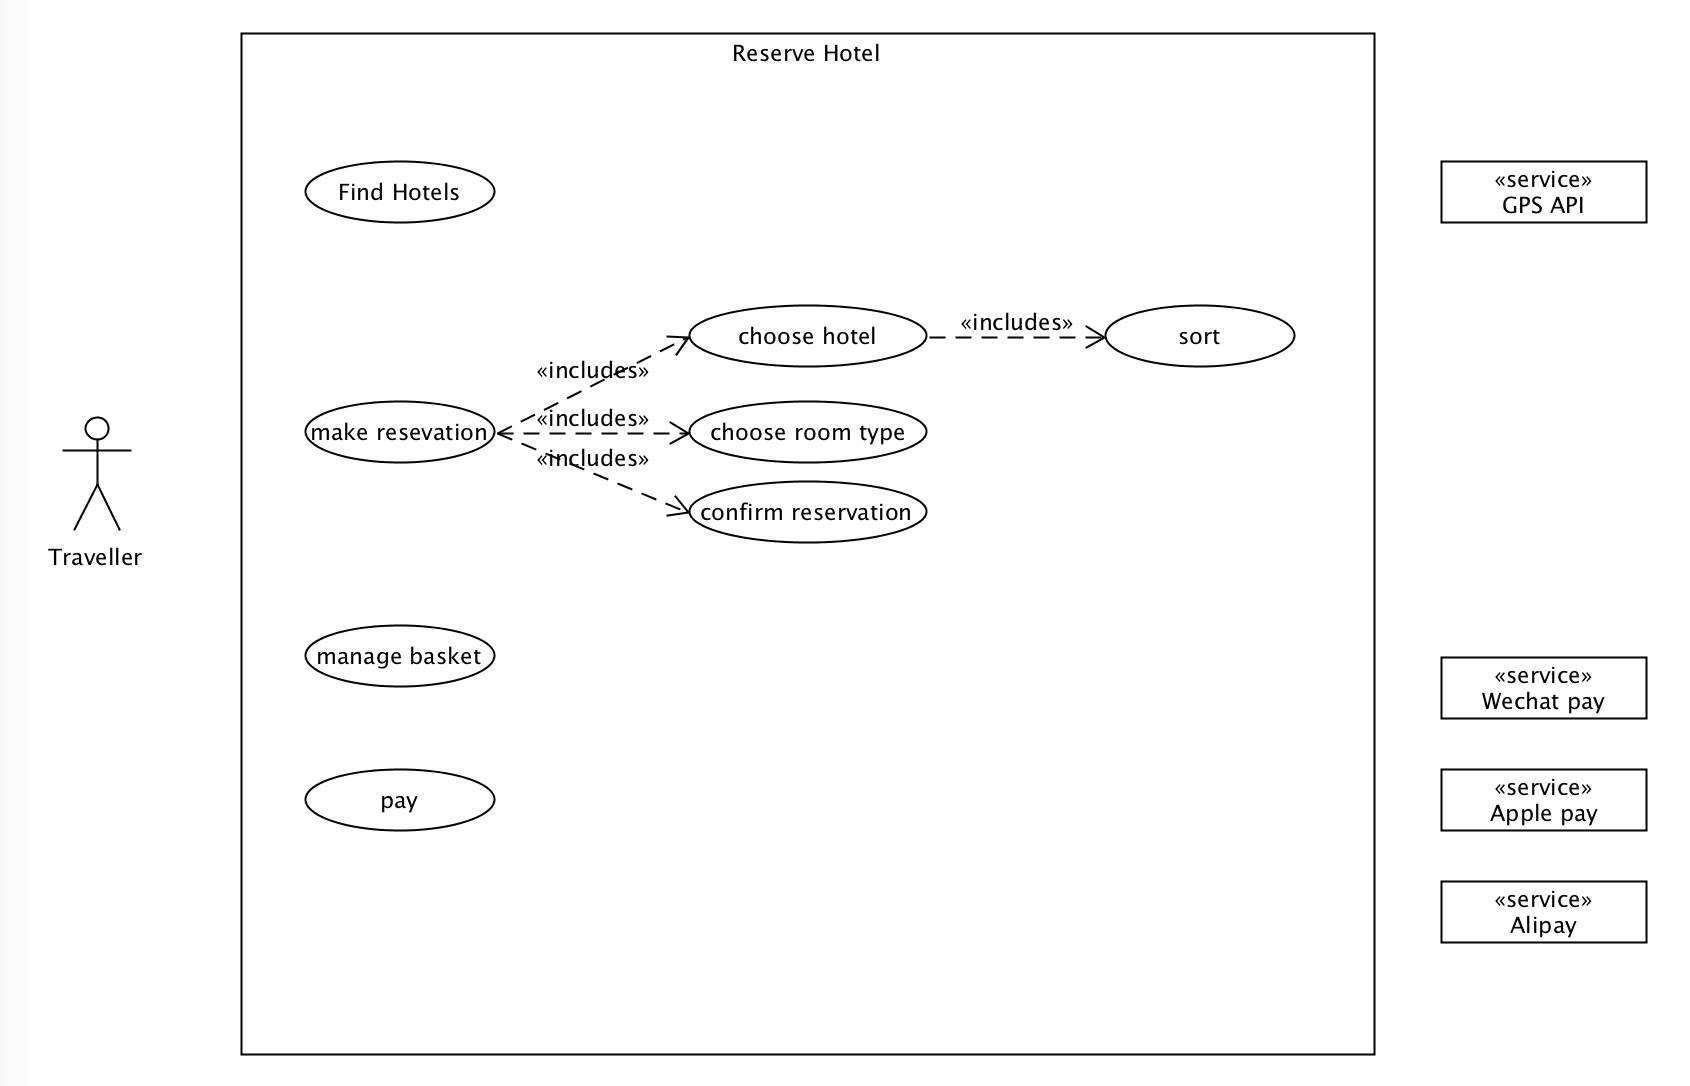 Reserve Hotel
Find Hotels
«service»
GPS API
choose hotel
«includes»
sort
«includes»
make resevation
«includes»
choose room type
«includes»
confirm reservation
Traveller
manage basket
«service»
Wechat pay
pay
«service»
Apple pay
«service»
Alipay